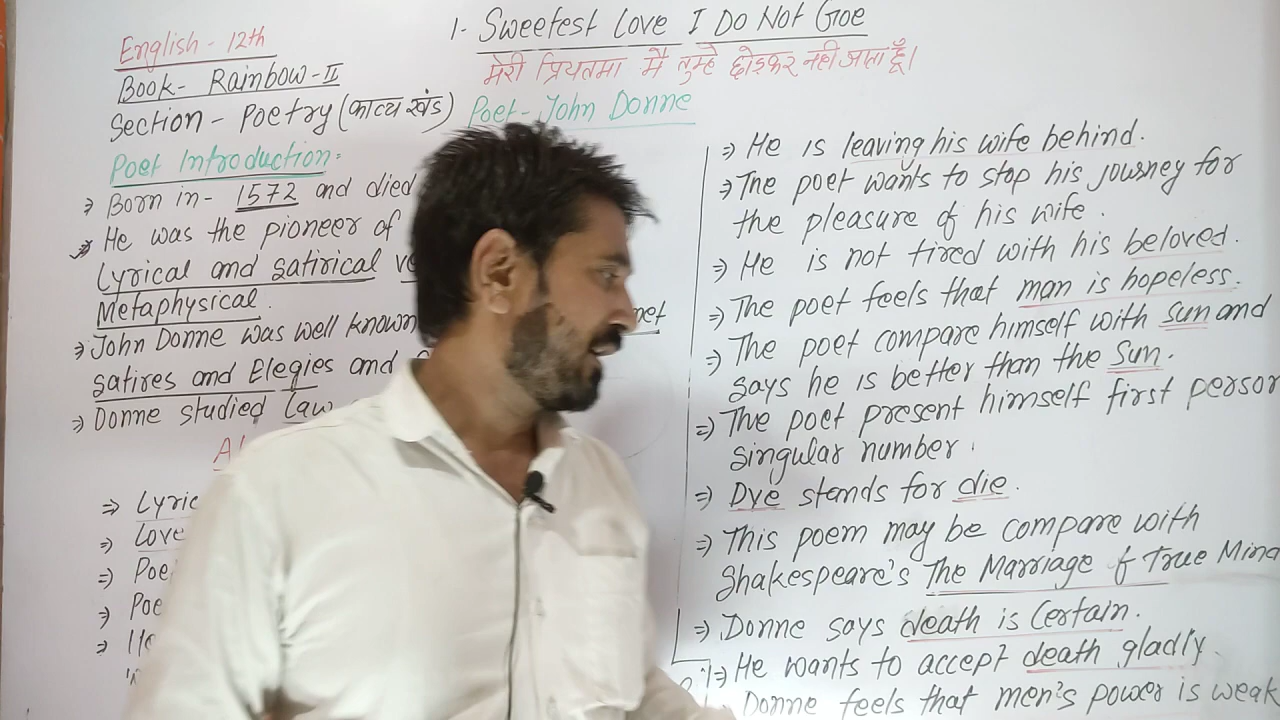 English - 12th
Book - Rainbow-II
Section - Poetry (काव्य खंड)
1. Sweetest Love I Do Not Goe
मेरी प्रियतमा मैं तुम्हे छोड़कर नहीं जाता हूँ।
Poet - John Donne
Poet Introduction:
⇒ Born in - 1572 and died
⇒ He was the pioneer of
Lyrical and satirical
Metaphysical.
⇒ John Donne was well known
satires and Elegies and
⇒ Donne studied Law
⇒ Lyric
⇒ Love
⇒ He is leaving his wife behind.
⇒ The poet wants to stop his journey for
the pleasure of his wife.
⇒ He is not tired with his beloved.
⇒ The poet feels that man is hopeless.
⇒ The poet compare himself with sun and
says he is better than the Sun.
⇒ The poet present himself first person
singular number.
⇒ Dye stands for die.
⇒ This poem may be compare with
Shakespeare's The Marriage of True Mind
⇒ Donne says death is Certain.
⇒ He wants to accept death gladly.
Donne feels that men's power is weak